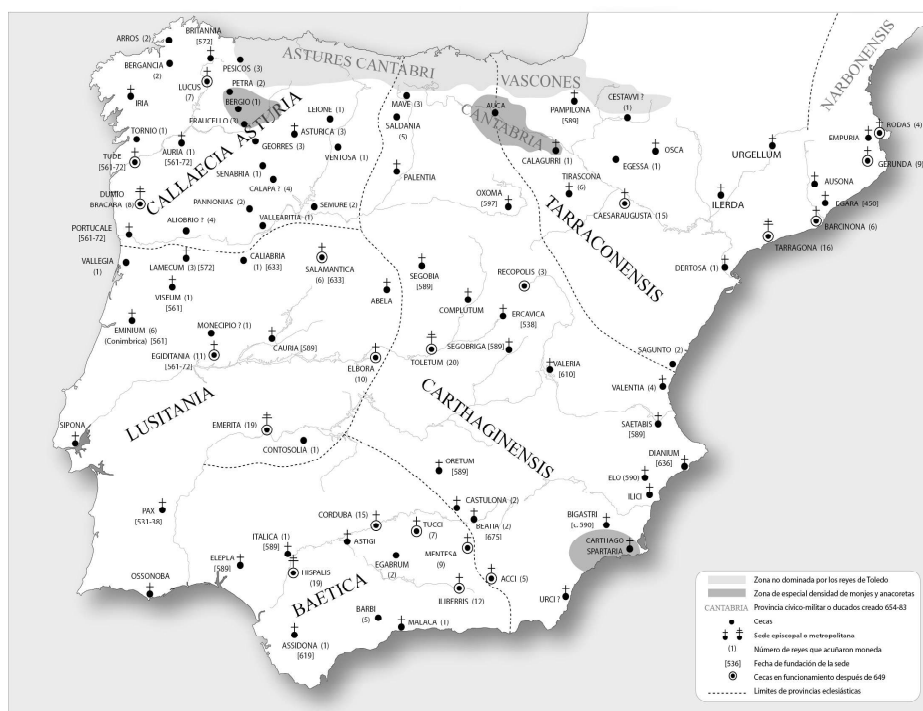 ARROS (2)
BRITANNIA
[572]
BERGANCIA
(2)
PESICOS (3)
LUCUS
(7)
PETRA (2)
IRIA
BERGIO (1)
ASTURES CANTABRI
VASCONES
NARBONENSIS
MAVE (3)
SALDANIA
(5)
AUCA
CANTABRIA
PAMPILONA
[589]
CESTAVVI ?
(1)
RODAS (4)
EMPURIA
GERUNDA (9)
LEIONE (1)
FRAUCELLO (3)
TORNIO (1)
AURIA (1)
[561-72]
GEORRES (3)
ASTURICA (3)
VENTOSA (1)
CALLAECIA ASTURIA
TUDE
[561-72]
SENABRIA (1)
CALAPA ? (4)
PALENTIA
CALAGURRI (1)
EGESSA (1)
OSCA
URGELLUM
AUSONA
EGARA [450]
TIRASCONA
(6)
OXOMA
[597]
CAESARAUGUSTA (15)
ILERDA
BARCINONA (6)
TARRAGONA (16)
DUMIO
BRACARA (8)
PANNONIAS (2)
SEMURE (2)
PORTUCALE
[561-72]
ALIOBRIO ? (4)
VALLEARITIA (1)
TARRACONENSIS
DERTOSA (1)
VALLEGIA
(1)
LAMECUM (3) [572]
CALIABRIA
(1) [633]
SALAMANTICA
(6) [633]
SEGOBIA
[589]
RECOPOLIS (3)
VISEUM (1)
[561]
ABELA
COMPLUTUM
ERCAVICA
[538]
EMINIUM (6)
(Conimbrica) [561]
MONECIPIO ? (1)
CAURIA [589]
SEGOBRIGA [589]
EGIDITANIA (11)
[561-72]
ELBORA
(10)
TOLETUM (20)
VALERIA
[610]
SAGUNTO (2)
VALENTIA (4)
LUSITANIA
CARTHAGINENSIS
SIPONA
EMERITA (19)
CONTOSOLIA (1)
SAETABIS
[589]
DIANIUM
[636]
ORETUM
[589]
ELO (590)
ILICI
PAX
[531-38]
CORDUBA (15)
CASTULONA (2)
BEATIA (2)
[675]
BIGASTRI
[c. 590]
TUCCI
(7)
ITALICA (1)
[589]
ASTIGI
MENTESA
(9)
CARTHAGO
SPARTARIA
ELEPLA
[589]
HISPALIS
(19)
EGABRUM
(2)
ACCI (5)
OSSONOBA
BAETICA
ILIBERRIS (12)
URCI ?
BARBI
(5)
MALACA (1)
ASSIDONA (1)
[619]
Zona no dominada por los reyes de Toledo
Zona de especial densidad de monjes y anacoretas
CANTABRIA Provincia cívico-militar o ducados creado 654-83
Cecas
Sede episcopal o metropolitana
(1) Número de reyes que acuñaron moneda
[536] Fecha de fundación de la sede
Cecas en funcionamiento después de 649
Límites de provincias eclesiásticas